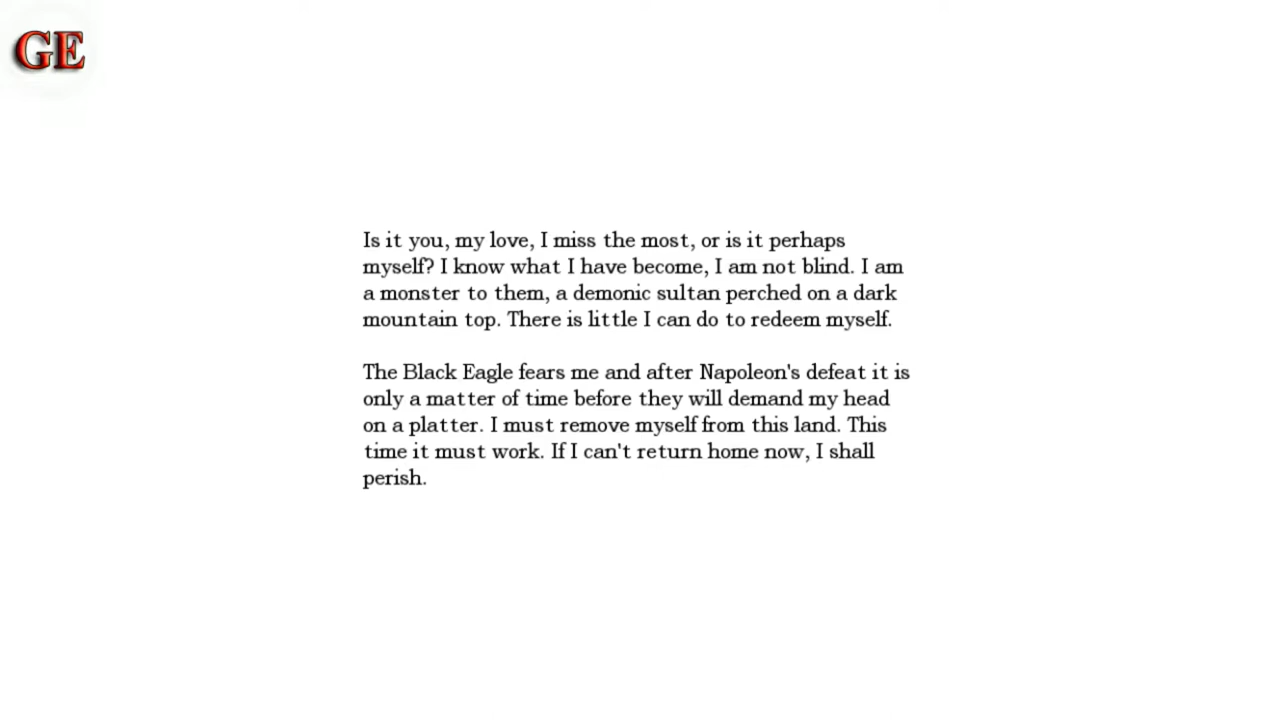 GE
Is it you, my love, I miss the most, or is it perhaps
myself? I know what I have become, I am not blind. I am
a monster to them, a demonic sultan perched on a dark
mountain top. There is little I can do to redeem myself.
The Black Eagle fears me and after Napoleon's defeat it is
only a matter of time before they will demand my head
on a platter. I must remove myself from this land. This
time it must work. If I can't return home now, I shall
perish.